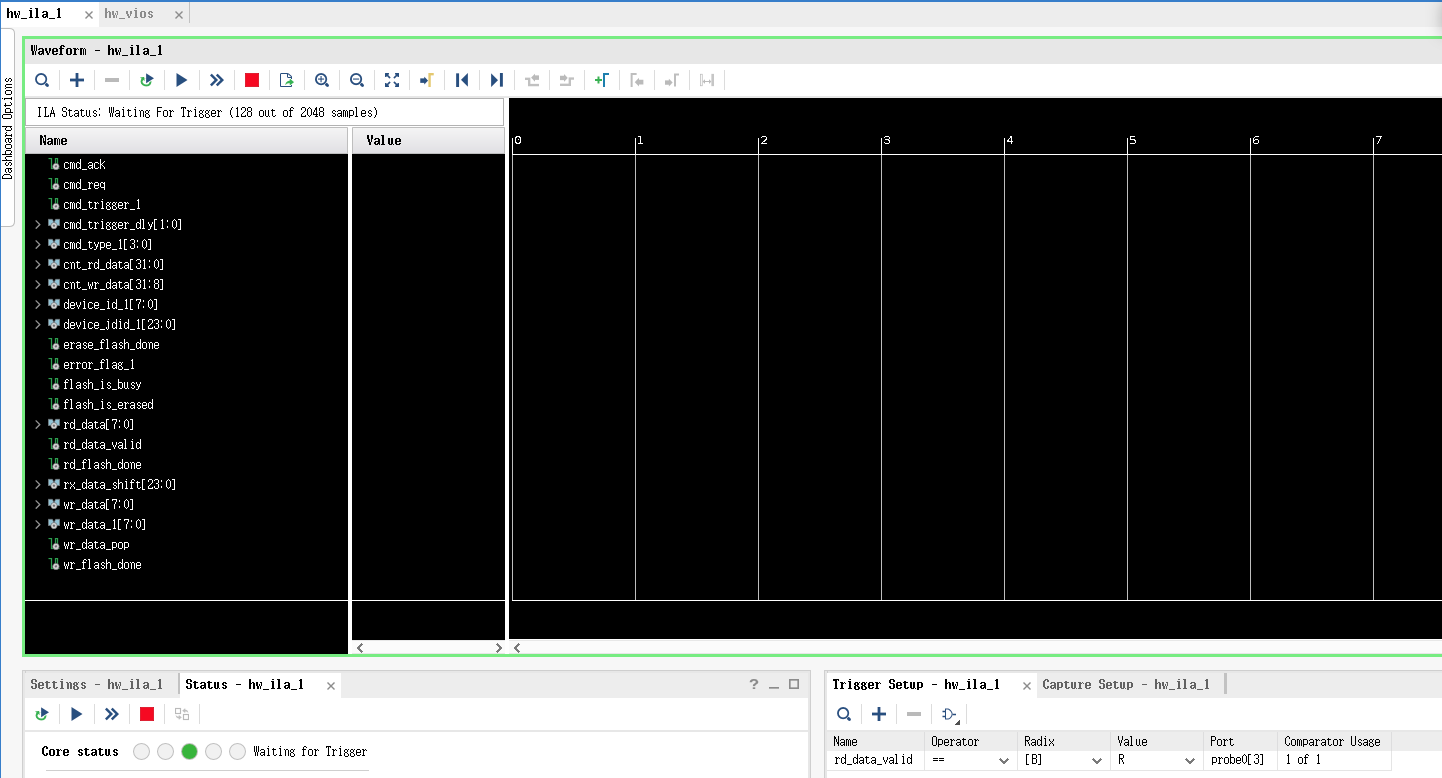 hw_ila_1 × hw_vios ×
Dashboard Options
Waveform - hw_ila_1
ILA Status: Waiting For Trigger (128 out of 2048 samples)
Name Value
0 1 2 3 4 5 6 7
cmd_ack
cmd_req
cmd_trigger_1
cmd_trigger_dly[1:0]
cmd_type_1[3:0]
cnt_rd_data[31:0]
cnt_wr_data[31:8]
device_id_1[7:0]
device_jdid_1[23:0]
erase_flash_done
error_flag_1
flash_is_busy
flash_is_erased
rd_data[7:0]
rd_data_valid
rd_flash_done
rx_data_shift[23:0]
wr_data[7:0]
wr_data_1[7:0]
wr_data_pop
wr_flash_done
Settings - hw_ila_1 Status - hw_ila_1 × ?
Core status Waiting for Trigger
Trigger Setup - hw_ila_1 × Capture Setup - hw_ila_1
Name Operator Radix Value Port Comparator Usage
rd_data_valid == [B] R probe0[3] 1 of 1